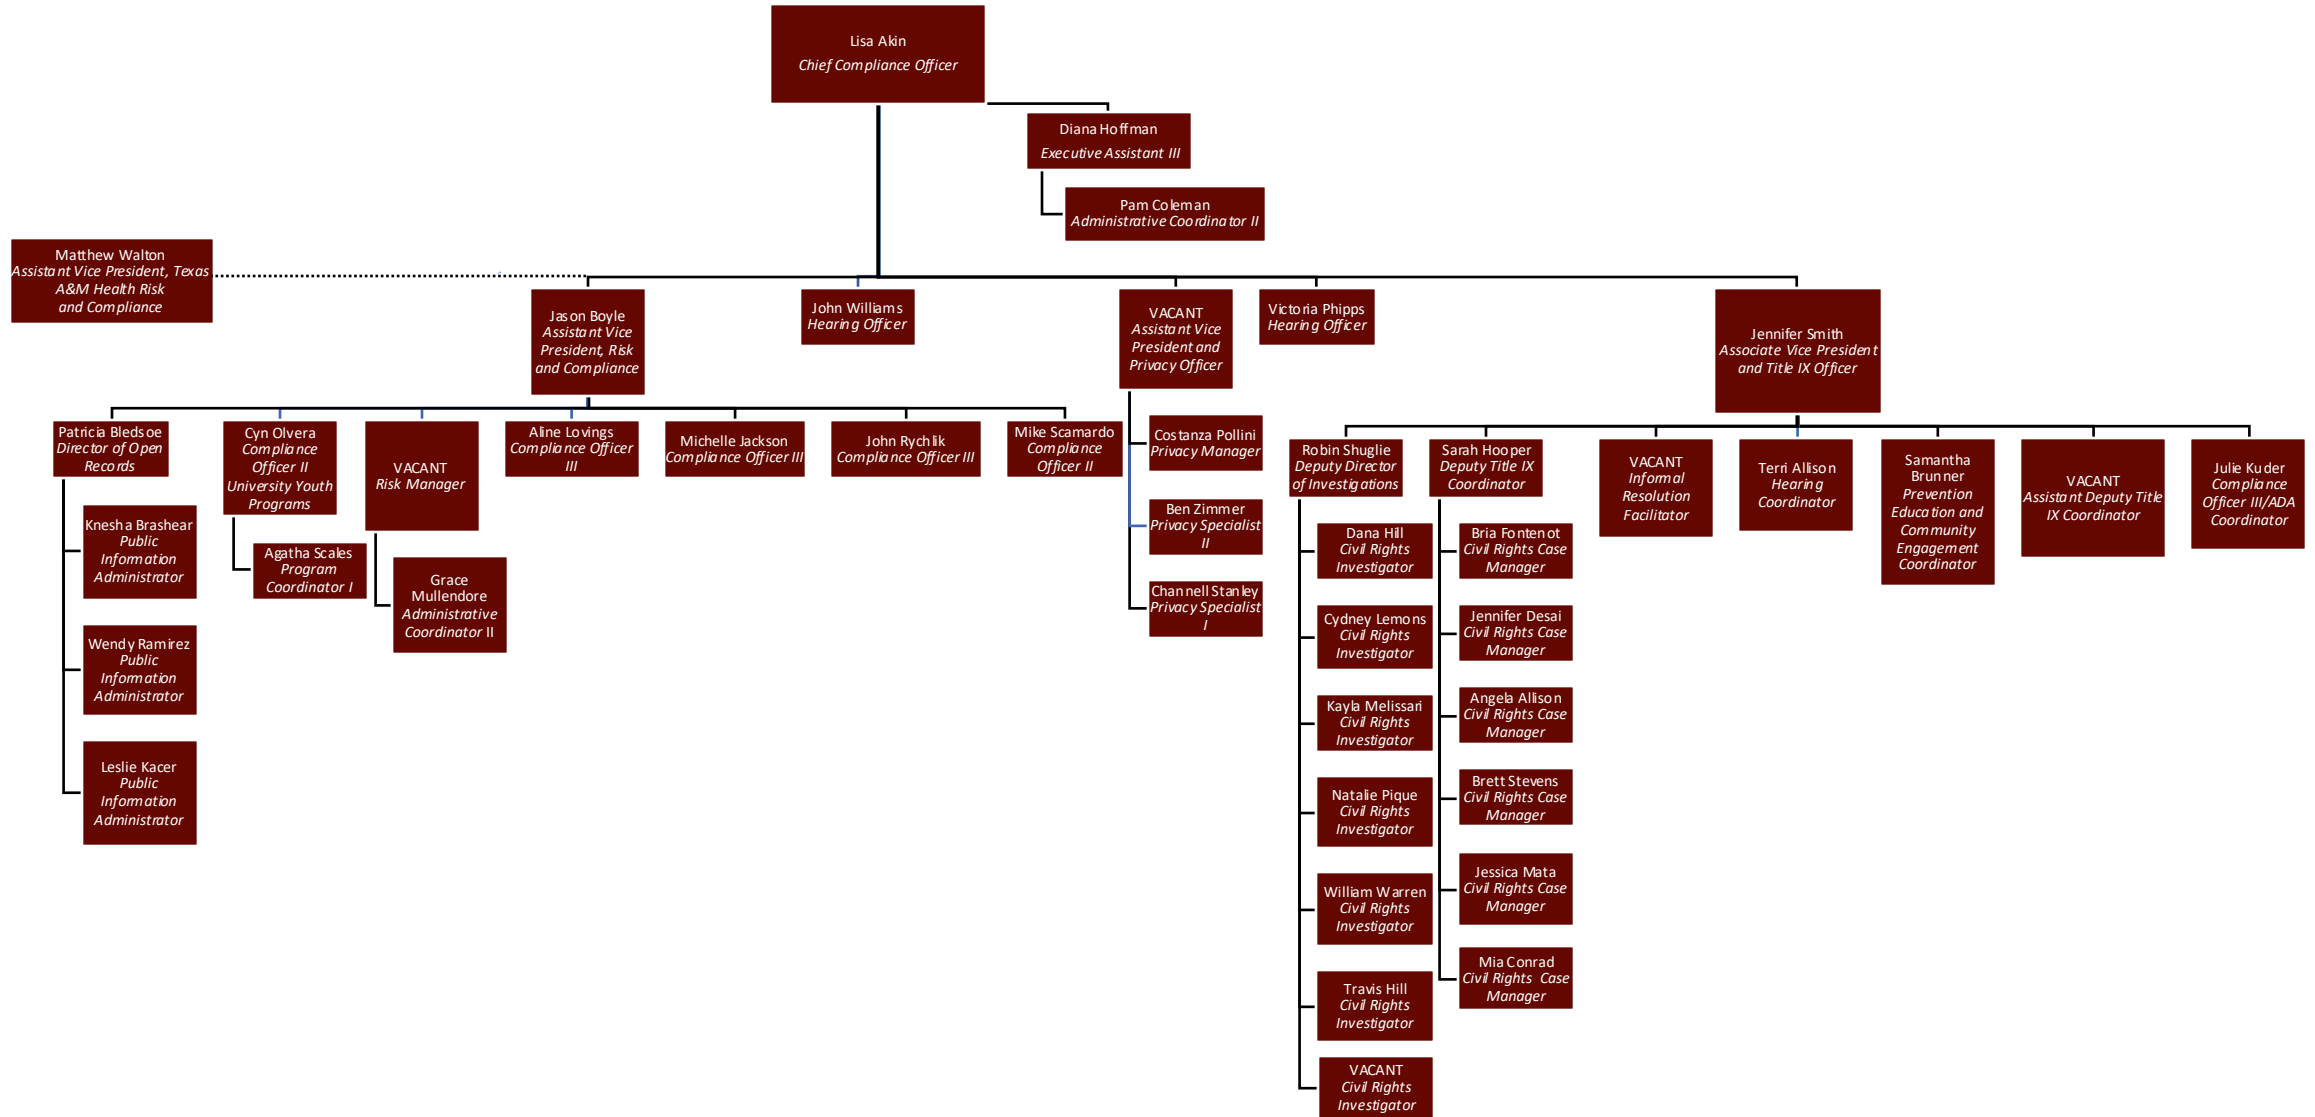 Lisa Akin
Chief Compliance Officer
Diana Hoffman
Executive Assistant III
Pam Coleman
Administrative Coordinator II
Matthew Walton
Assistant Vice President, Texas
A&M Health Risk
and Compliance
Jason Boyle
Assistant Vice
President, Risk
and Compliance
John Williams
Hearing Officer
VACANT
Assistant Vice
President and
Privacy Officer
Victoria Phipps
Hearing Officer
Jennifer Smith
Associate Vice President
and Title IX Officer
Patricia Bledsoe
Director of Open
Records
Knesha Brashear
Public
Information
Administrator
Wendy Ramirez
Public
Information
Administrator
Leslie Kacer
Public
Information
Administrator
Cyn Olvera
Compliance
Officer II
University Youth
Programs
Agatha Scales
Program
Coordinator I
VACANT
Risk Manager
Grace
Mullendore
Administrative
Coordinator II
Aline Lovings
Compliance Officer
III
Michelle Jackson
Compliance Officer III
John Rychlik
Compliance Officer III
Mike Scamardo
Compliance
Officer II
Costanza Pollini
Privacy Manager
Ben Zimmer
Privacy Specialist
II
Channell Stanley
Privacy Specialist
I
Robin Shuglie
Deputy Director
of Investigations
Dana Hill
Civil Rights
Investigator
Cydney Lemons
Civil Rights
Investigator
Kayla Melissari
Civil Rights
Investigator
Natalie Pique
Civil Rights
Investigator
William Warren
Civil Rights
Investigator
Travis Hill
Civil Rights
Investigator
VACANT
Civil Rights
Investigator
Sarah Hooper
Deputy Title IX
Coordinator
Bria Fontenot
Civil Rights Case
Manager
Jennifer Desai
Civil Rights Case
Manager
Angela Allison
Civil Rights Case
Manager
Brett Stevens
Civil Rights Case
Manager
Jessica Mata
Civil Rights Case
Manager
Mia Conrad
Civil Rights Case
Manager
VACANT
Informal
Resolution
Facilitator
Terri Allison
Hearing
Coordinator
Samantha
Brunner
Prevention
Education and
Community
Engagement
Coordinator
VACANT
Assistant Deputy Title
IX Coordinator
Julie Kuder
Compliance
Officer III/ADA
Coordinator